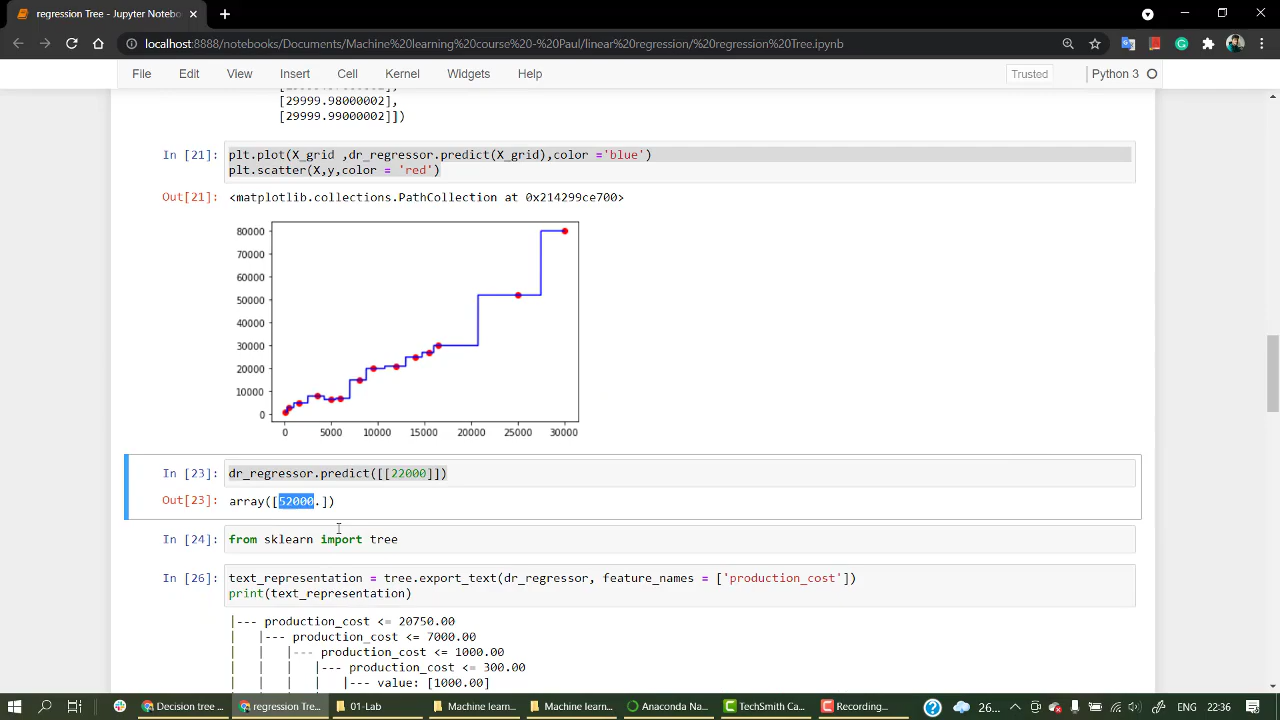 regression Tree - Jupyter Notebo
localhost:8888/notebooks/Documents/Machine%20learning%20course%20-%20Paul/linear%20regression/%20regression%20Tree.ipynb
File Edit View Insert Cell Kernel Widgets Help Trusted Python 3
[29999.98000002],
[29999.99000002]])
In [21]: plt.plot(X_grid ,dr_regressor.predict(X_grid),color ='blue')
plt.scatter(X,y,color = 'red')
Out[21]: <matplotlib.collections.PathCollection at 0x214299ce700>
80000
70000
60000
50000
40000
30000
20000
10000
0
0 5000 10000 15000 20000 25000 30000
In [23]: dr_regressor.predict([[22000]])
Out[23]: array([52000.])
In [24]: from sklearn import tree
In [26]: text_representation = tree.export_text(dr_regressor, feature_names = ['production_cost'])
print(text_representation)
|--- production_cost <= 20750.00
|   |--- production_cost <= 7000.00
|   |   |--- production_cost <= 1000.00
|   |   |   |--- production_cost <= 300.00
|   |   |   |   |--- value: [1000.00]
Decision tree ... regression Tre... 01-Lab Machine learn... Machine learn... Anaconda Na... TechSmith Ca... Recording... 26... ENG 22:36